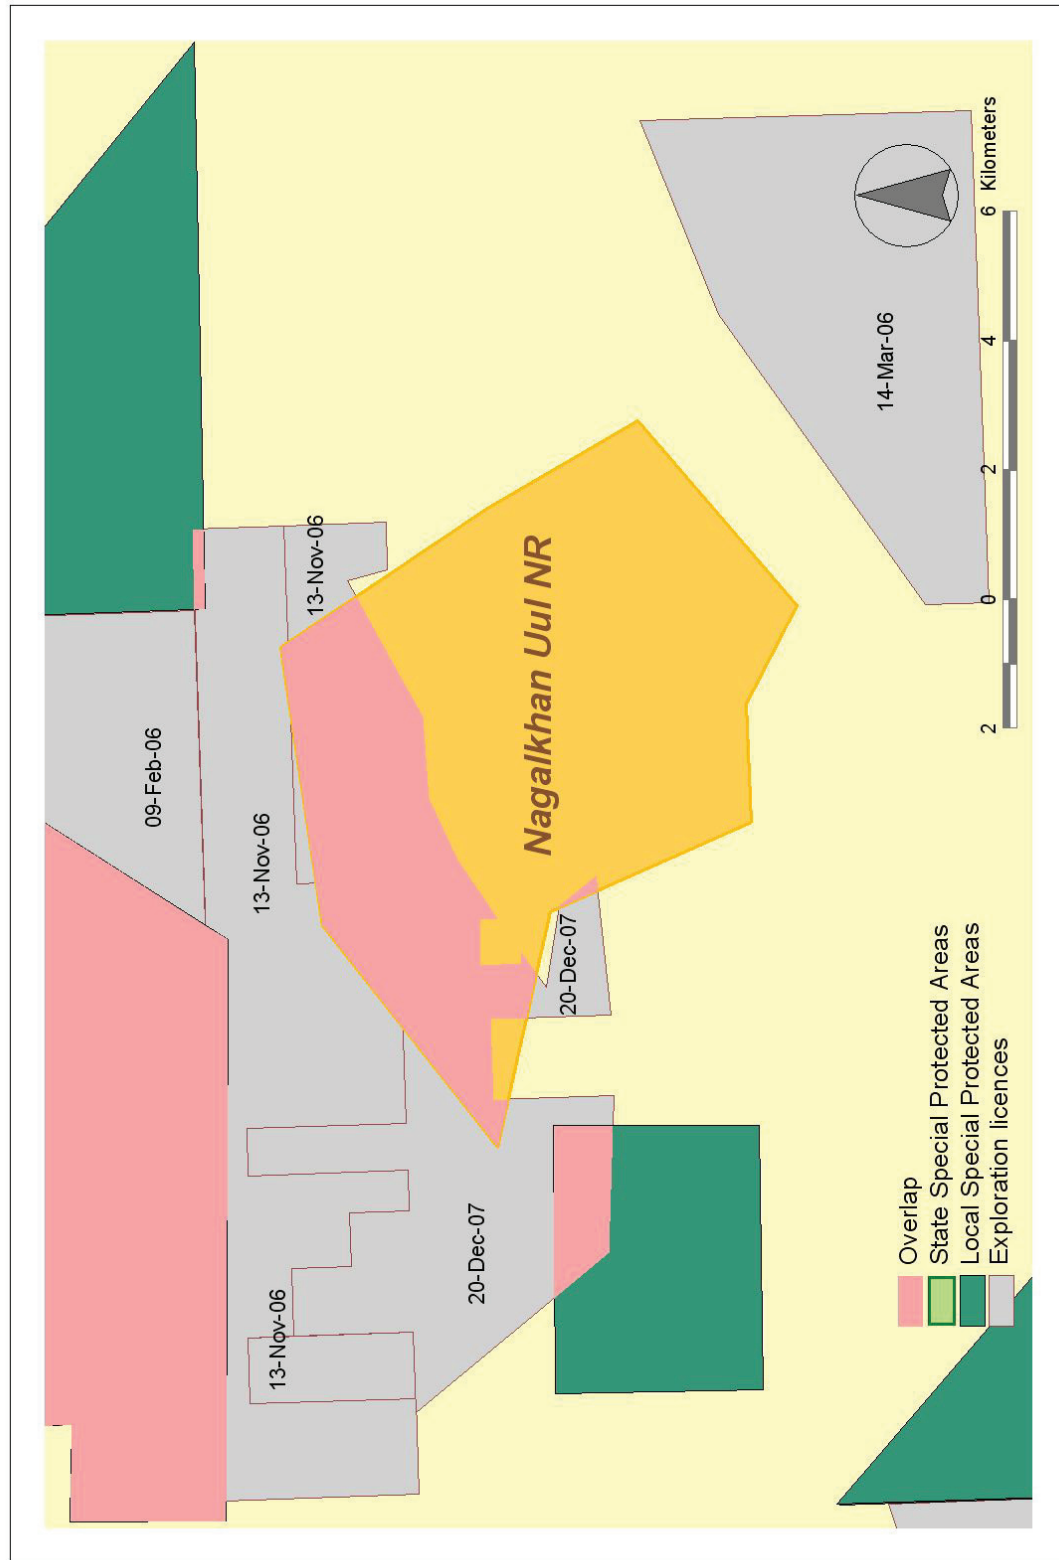 09-Feb-06
13-Nov-06
13-Nov-06
13-Nov-06
20-Dec-07
20-Dec-07
Nagalkhan Uul NR
14-Mar-06
Overlap
State Special Protected Areas
Local Special Protected Areas
Exploration licences
2 0 2 4 6 Kilometers